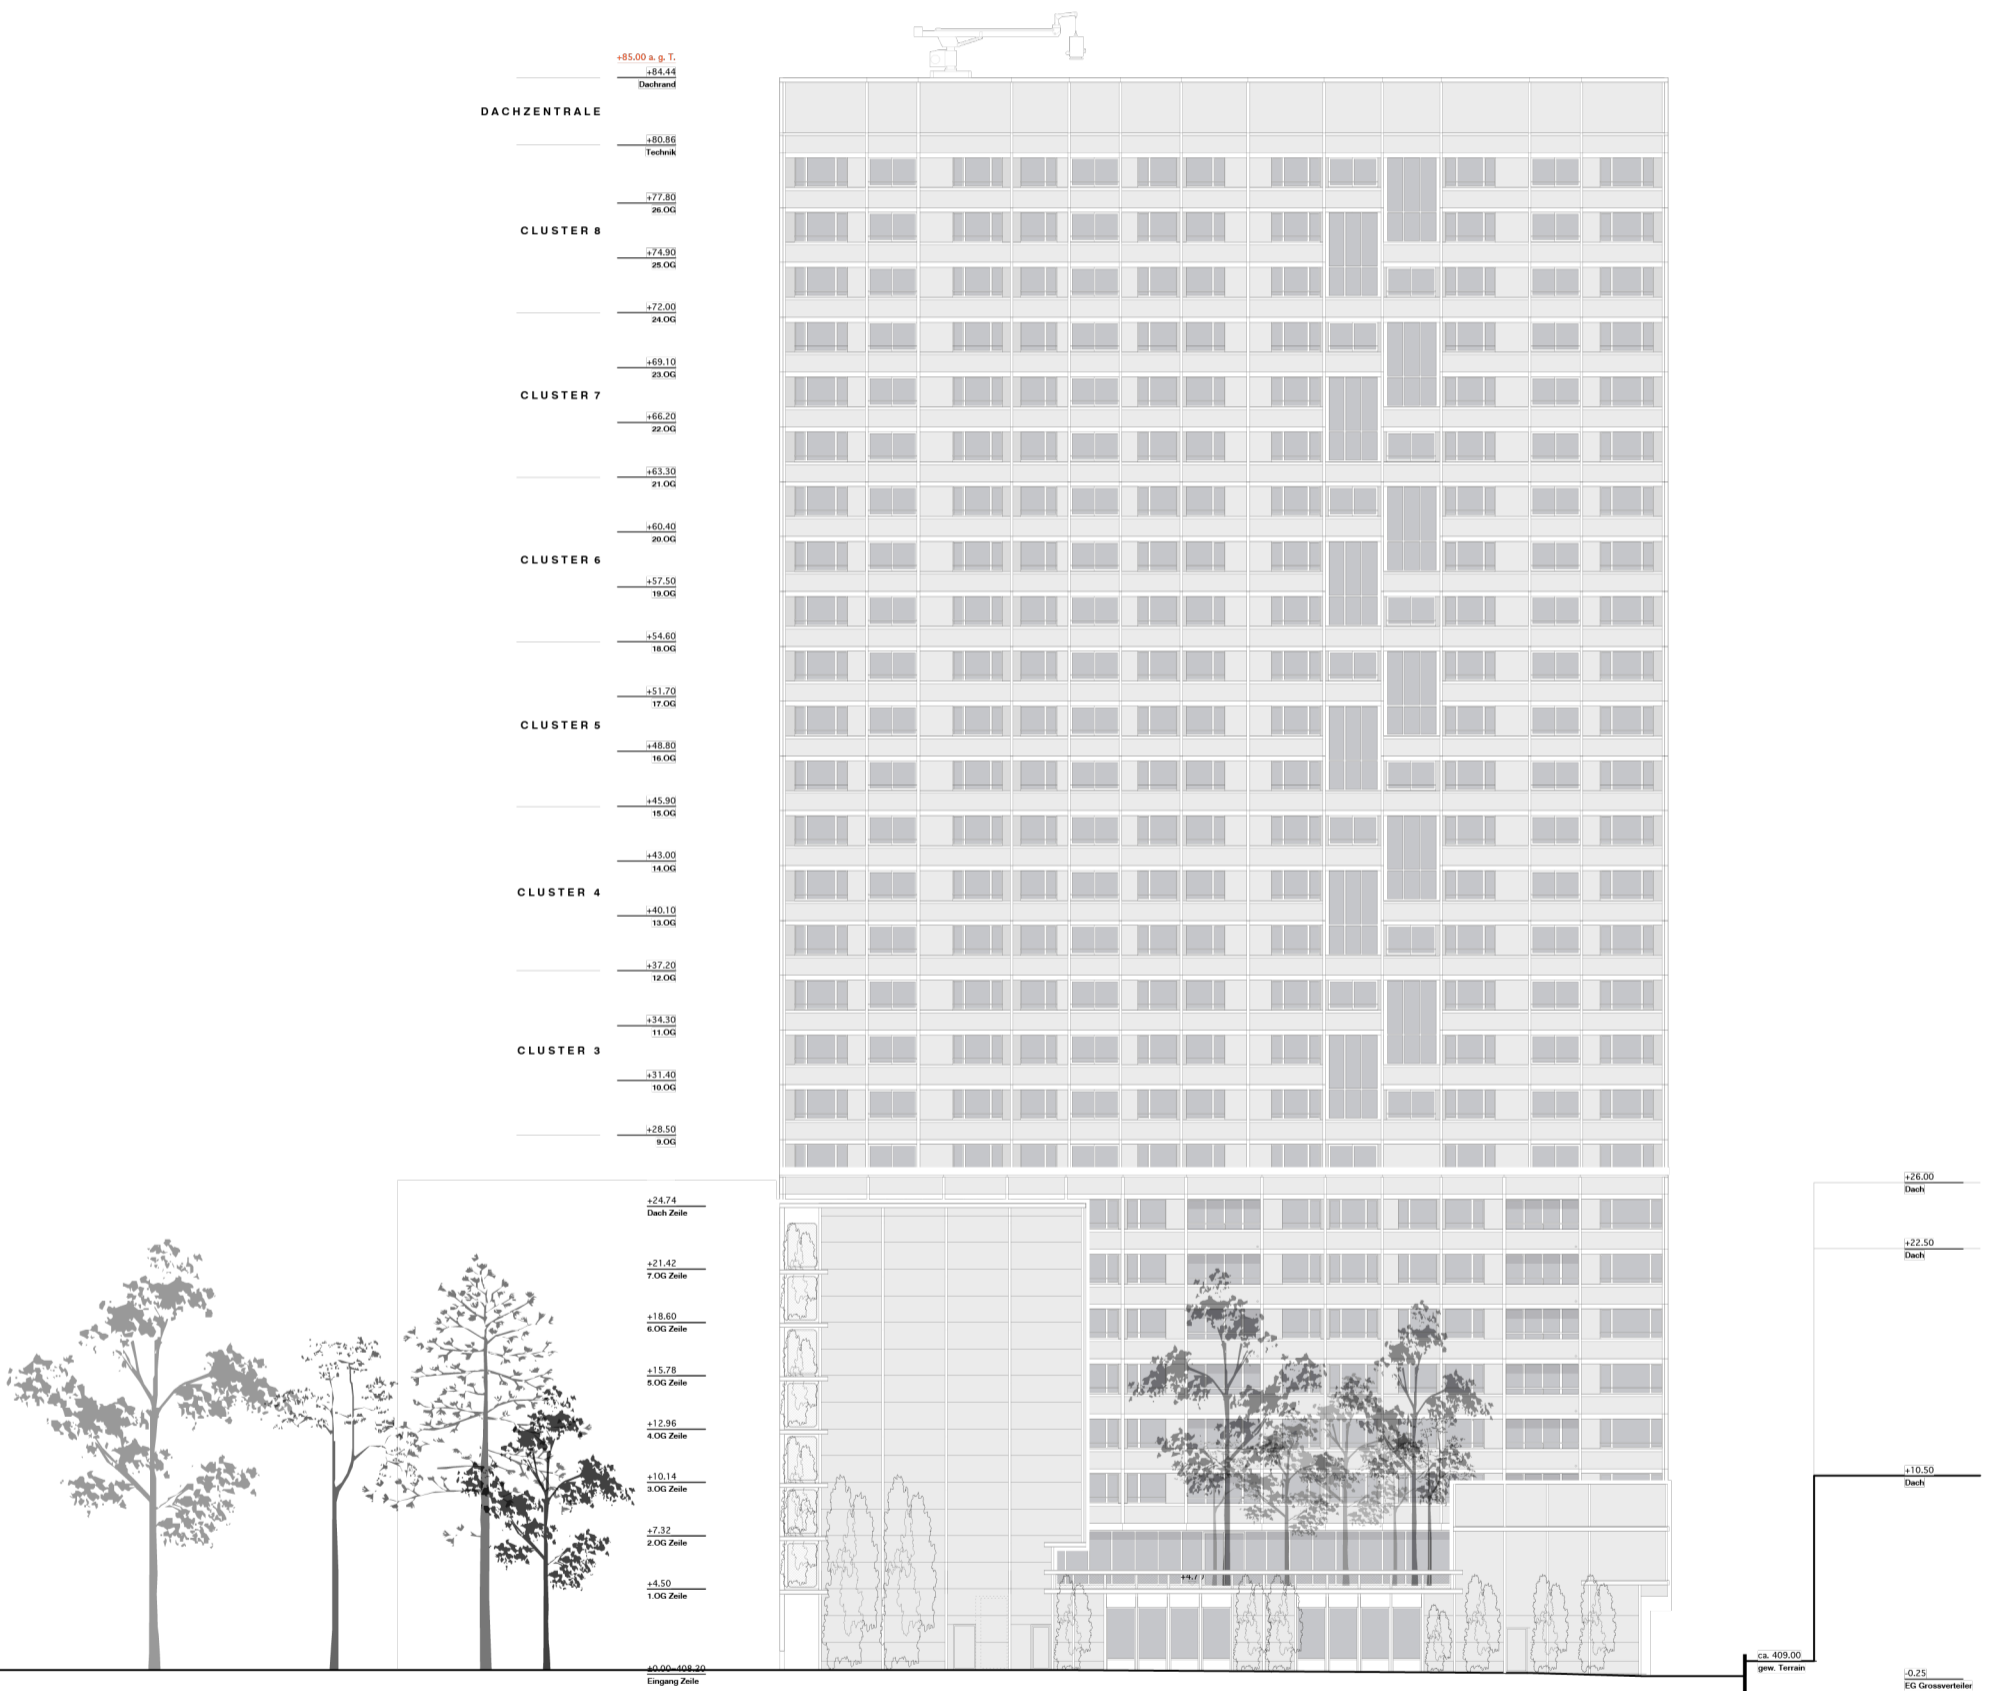 +85.00 a. g. T.
+84.44
Dachrand
DACHZENTRALE
+80.86
Technik
+77.80
26.OG
CLUSTER 8
+74.90
25.OG
+72.00
24.OG
+69.10
23.OG
CLUSTER 7
+66.20
22.OG
+63.30
21.OG
+60.40
20.OG
CLUSTER 6
+57.50
19.OG
+54.60
18.OG
+51.70
17.OG
CLUSTER 5
+48.80
16.OG
+45.90
15.OG
+43.00
14.OG
CLUSTER 4
+40.10
13.OG
+37.20
12.OG
+34.30
11.OG
CLUSTER 3
+31.40
10.OG
+28.50
9.OG
+24.74
Dach Zeile
+21.42
7.OG Zeile
+18.60
6.OG Zeile
+15.78
5.OG Zeile
+12.96
4.OG Zeile
+10.14
3.OG Zeile
+7.32
2.OG Zeile
+4.50
1.OG Zeile
±0.00=408.20
Eingang Zeile
+26.00
Dach
+22.50
Dach
+10.50
Dach
ca. 409.00
gew. Terrain
-0.25
EG Grossverteiler